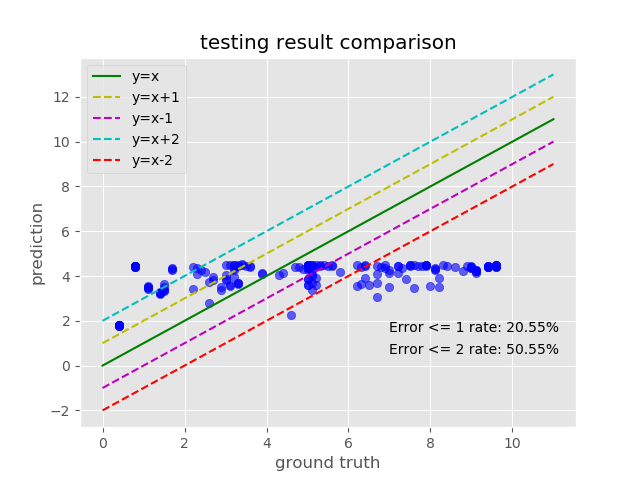 testing result comparison
y=x
y=x+1
y=x-1
y=x+2
y=x-2
12
10
8
6
4
2
0
−2
prediction
Error <= 1 rate: 20.55%
Error <= 2 rate: 50.55%
0 2 4 6 8 10
ground truth